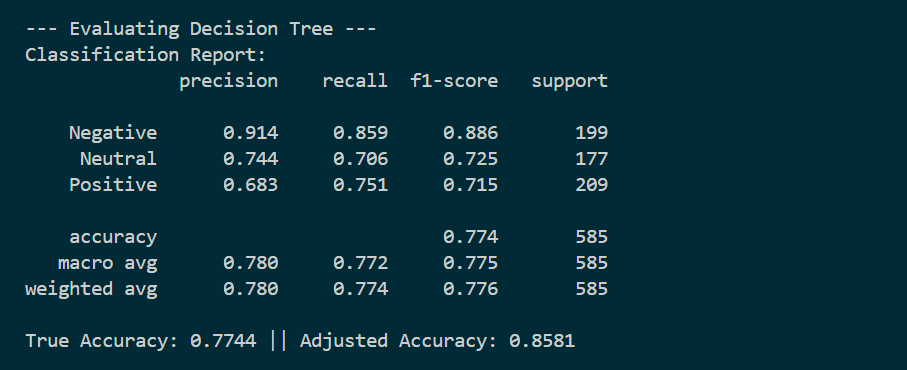 --- Evaluating Decision Tree ---
Classification Report:
precision recall f1-score support
Negative 0.914 0.859 0.886 199
Neutral 0.744 0.706 0.725 177
Positive 0.683 0.751 0.715 209
accuracy 0.774 585
macro avg 0.780 0.772 0.775 585
weighted avg 0.780 0.774 0.776 585
True Accuracy: 0.7744 || Adjusted Accuracy: 0.8581